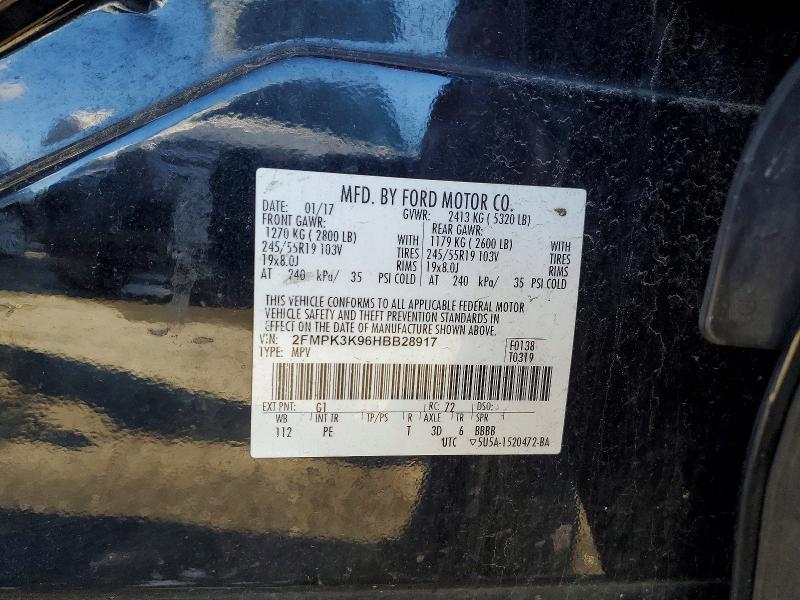 MFD. BY FORD MOTOR CO.
DATE: 01/17 GVWR: 2413 KG ( 5320 LB)
FRONT GAWR: REAR GAWR:
1270 KG ( 2800 LB) WITH 1179 KG ( 2600 LB) WITH
245/55R19 103V TIRES 245/55R19 103V TIRES
19x8.0J RIMS 19x8.0J RIMS
AT 240 kPa/ 35 PSI COLD AT 240 kPa/ 35 PSI COLD
THIS VEHICLE CONFORMS TO ALL APPLICABLE FEDERAL MOTOR
VEHICLE SAFETY AND THEFT PREVENTION STANDARDS IN
EFFECT ON THE DATE OF MANUFACTURE SHOWN ABOVE.
VIN: 2FMPK3K96HBB28917 F0138
TYPE: MPV T0319
EXT PNT: G1 RC: 72 DSO:
WB INT TR TP/PS R AXLE TR SPR
112 PE T 3D 6 BBBB
UTC ▽5U5A-1520472-BA